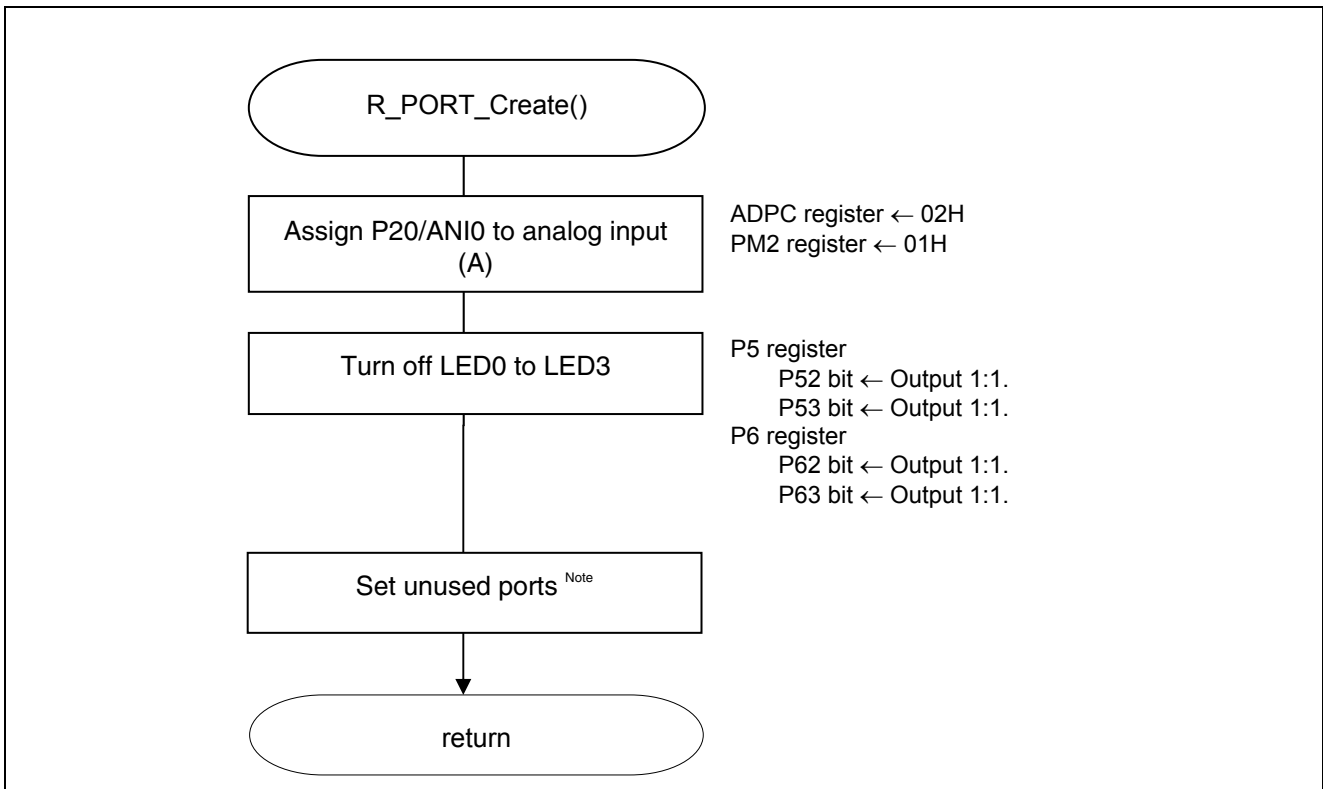 R_PORT_Create()
Assign P20/ANI0 to analog input
(A)
ADPC register ← 02H
PM2 register ← 01H
Turn off LED0 to LED3
P5 register
P52 bit ← Output 1:1.
P53 bit ← Output 1:1.
P6 register
P62 bit ← Output 1:1.
P63 bit ← Output 1:1.
Set unused ports Note
return